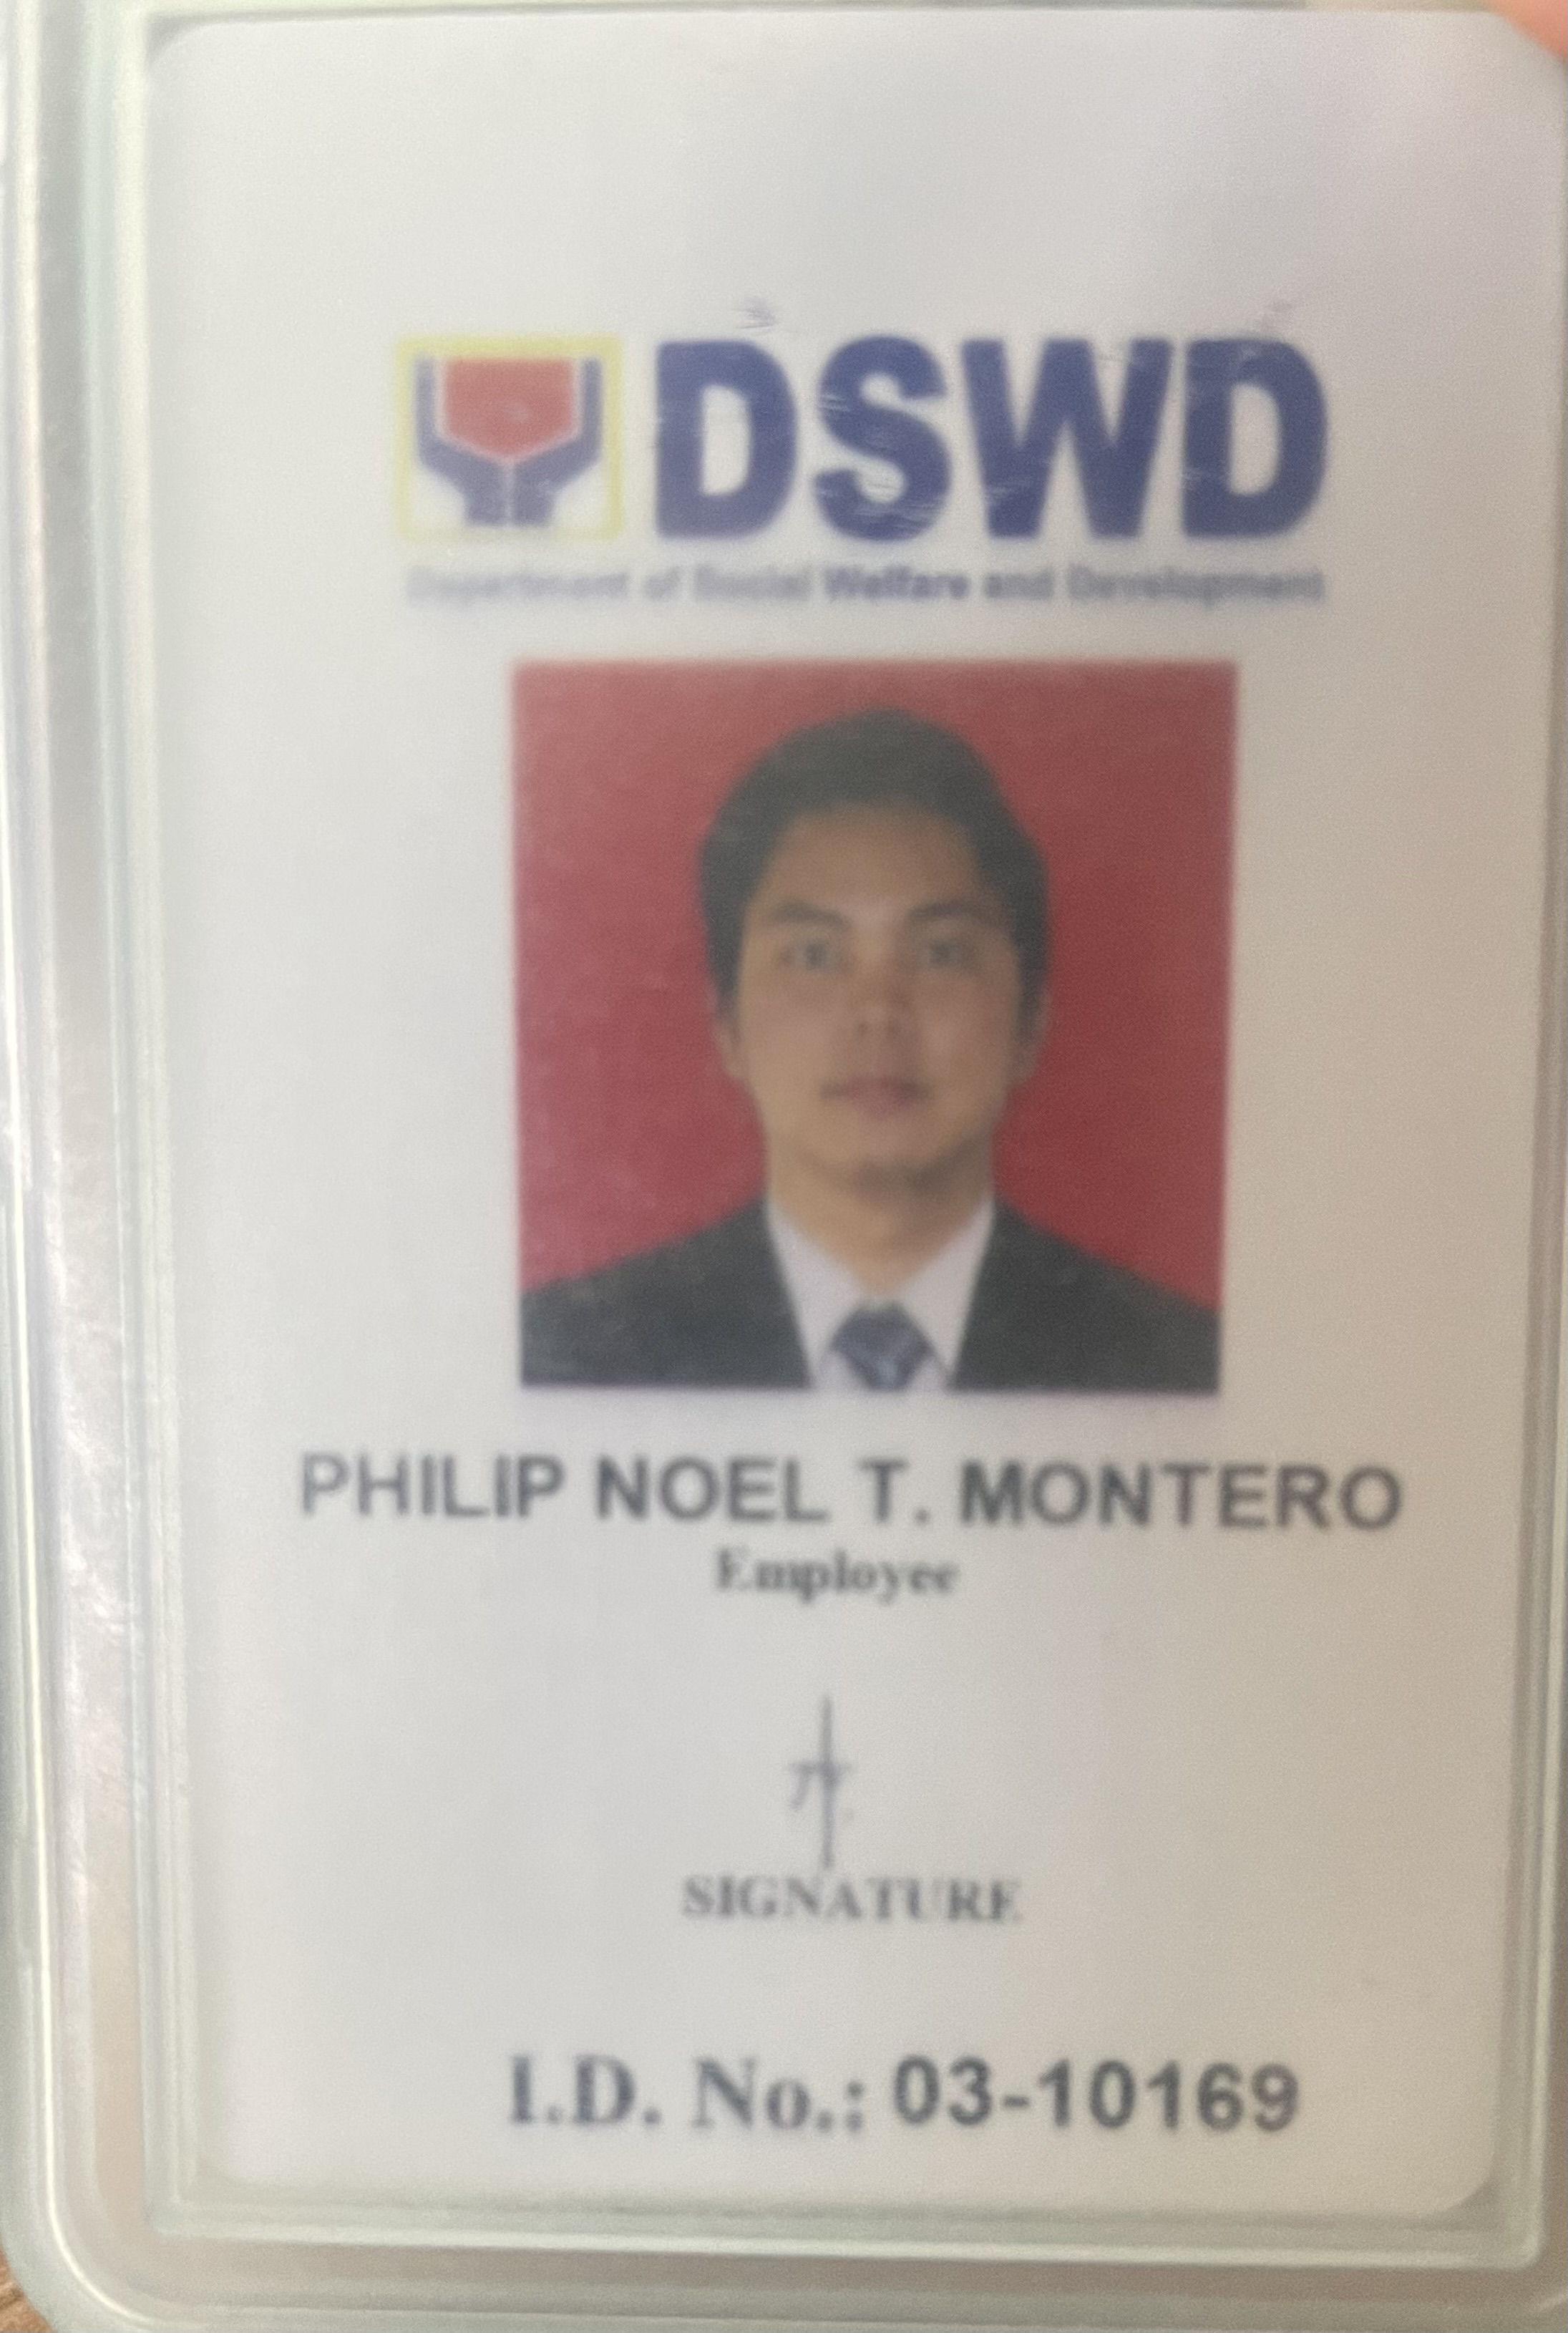 DSWD
Department of Social Welfare and Development
PHILIP NOEL T. MONTERO
Employee
SIGNATURE
I.D. No.: 03-10169